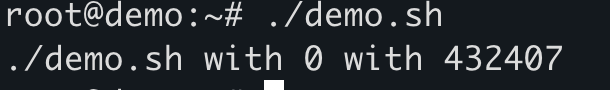 root@demo:~# ./demo.sh
./demo.sh with 0 with 432407